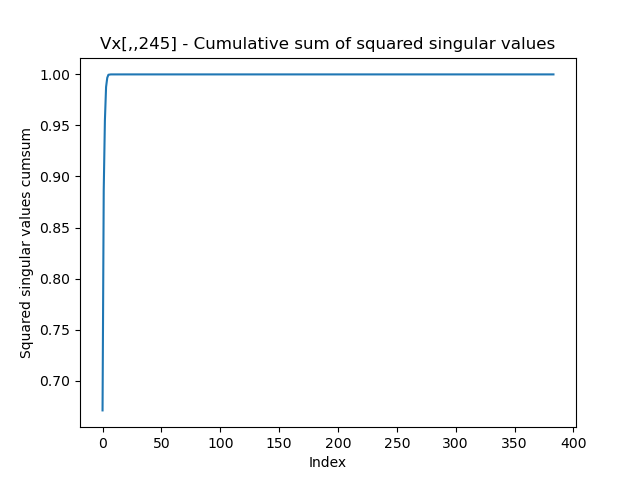 Vx[,,245] - Cumulative sum of squared singular values
1.00
0.95
0.90
0.85
0.80
0.75
0.70
Squared singular values cumsum
0 50 100 150 200 250 300 350 400
Index